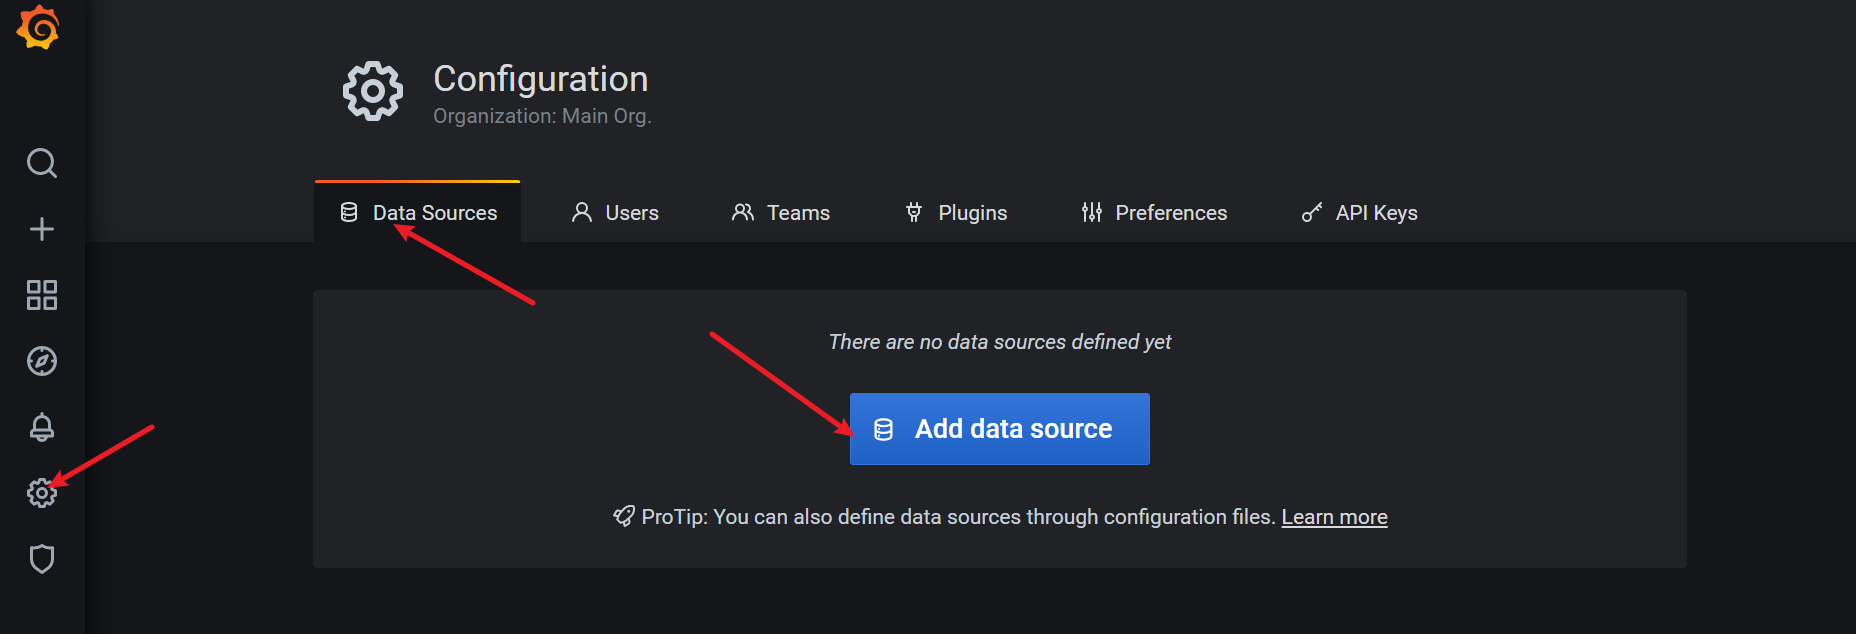 Configuration
Organization: Main Org.
Data Sources Users Teams Plugins Preferences API Keys
There are no data sources defined yet
Add data source
ProTip: You can also define data sources through configuration files. Learn more